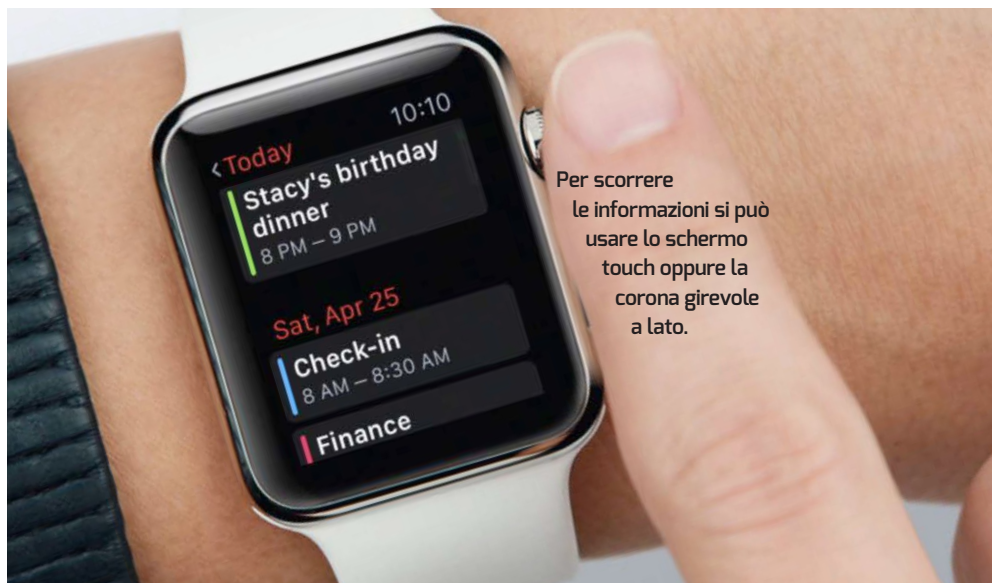 10:10
<Today
Stacy's birthday
dinner
8 PM – 9 PM
Sat, Apr 25
Check-in
8 AM – 8:30 AM
Finance
Per scorrere
le informazioni si può
usare lo schermo
touch oppure la
corona girevole
a lato.